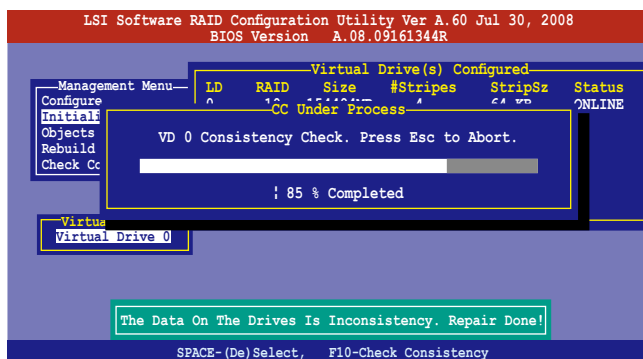 LSI Software RAID Configuration Utility Ver A.60 Jul 30, 2008
BIOS Version A.08.09161344R
Virtual Drive(s) Configured
Management Menu
LD RAID Size #Stripes StripSz Status
Configure
ONLINE
CC Under Process
Initiali
Objects
VD 0 Consistency Check. Press Esc to Abort.
Rebuild
Check Co
¦ 85 % Completed
Virtua
Virtual Drive 0
The Data On The Drives Is Inconsistency. Repair Done!
SPACE-(De)Select, F10-Check Consistency